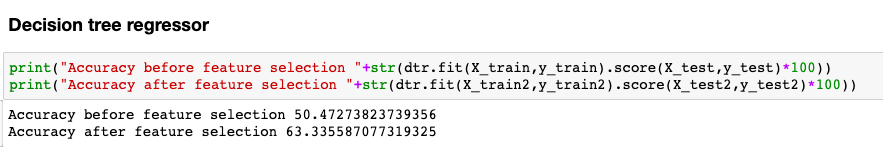 Decision tree regressor
print("Accuracy before feature selection "+str(dtr.fit(X_train,y_train).score(X_test,y_test)*100))
print("Accuracy after feature selection "+str(dtr.fit(X_train2,y_train2).score(X_test2,y_test2)*100))
Accuracy before feature selection 50.47273823739356
Accuracy after feature selection 63.335587077319325